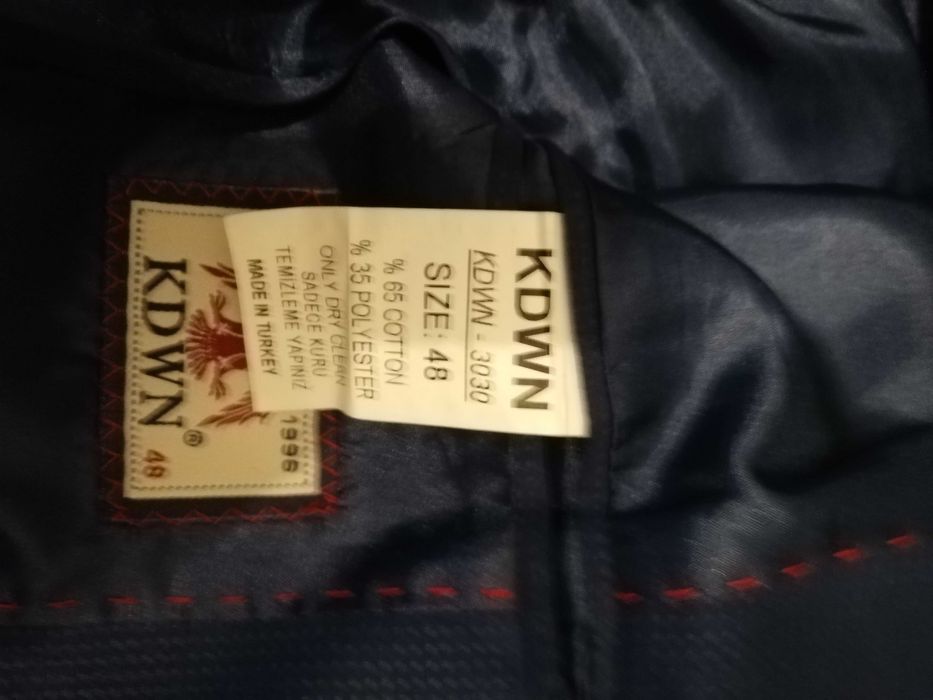 KDWN
KDWN - 3030
SIZE: 48
% 65 COTTON
% 35 POLYESTER
ONLY DRY CLEAN
SADECE KURU
TEMİZLEME YAPINIZ
MADE IN TURKEY
1996
KDWN®
48